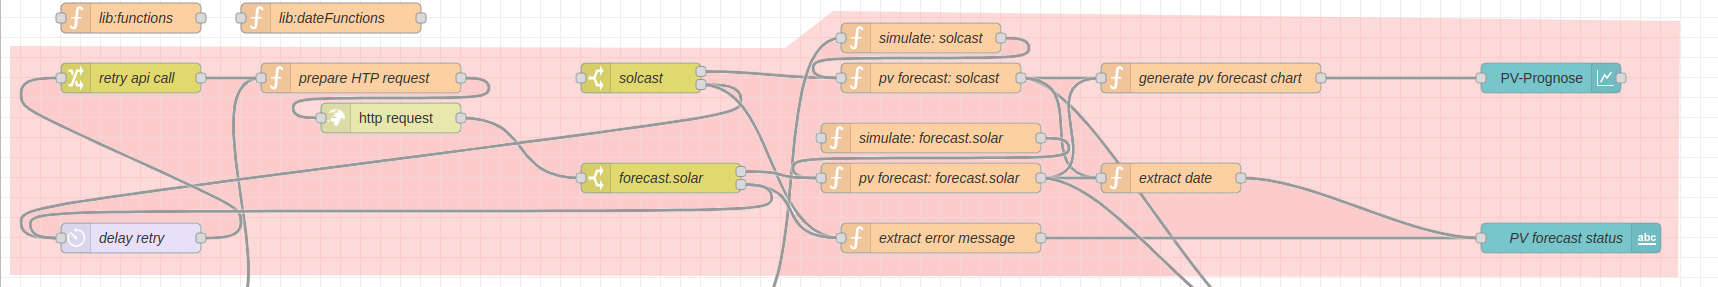 lib:functions
lib:dateFunctions
simulate: solcast
retry api call
prepare HTP request
solcast
pv forecast: solcast
generate pv forecast chart
PV-Prognose
http request
simulate: forecast.solar
forecast.solar
pv forecast: forecast.solar
extract date
delay retry
extract error message
PV forecast status
abc